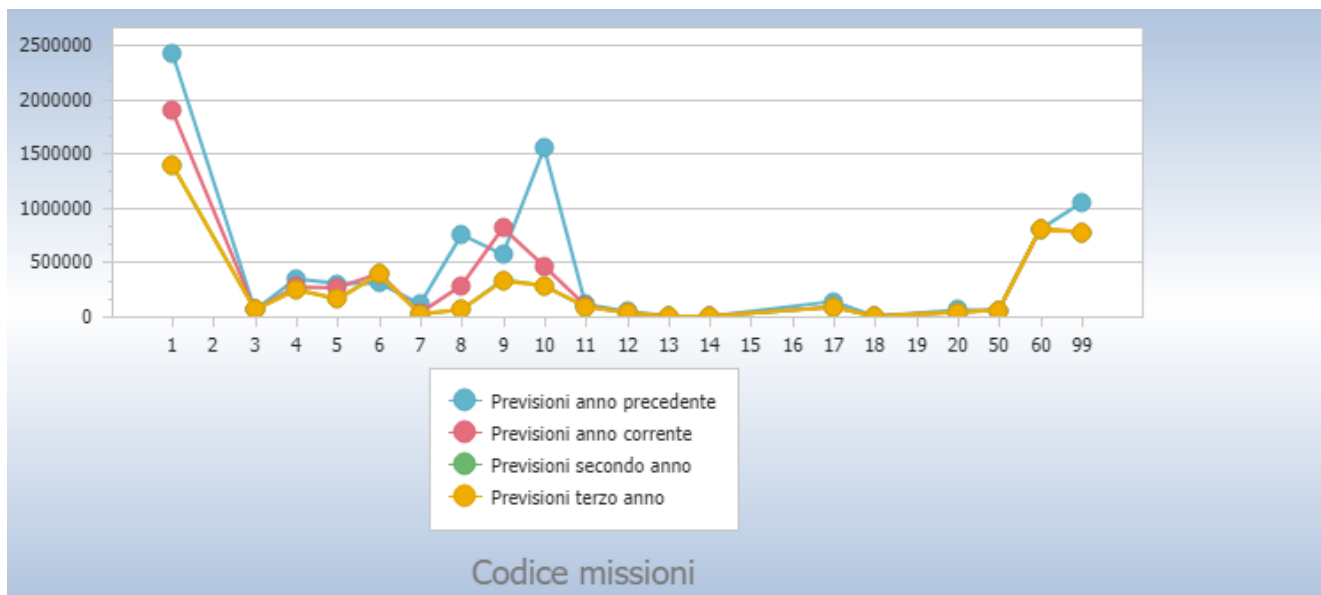 2500000
2000000
1500000
1000000
500000
0
1 2 3 4 5 6 7 8 9 10 11 12 13 14 15 16 17 18 19 20 50 60 99
Previsioni anno precedente
Previsioni anno corrente
Previsioni secondo anno
Previsioni terzo anno
Codice missioni